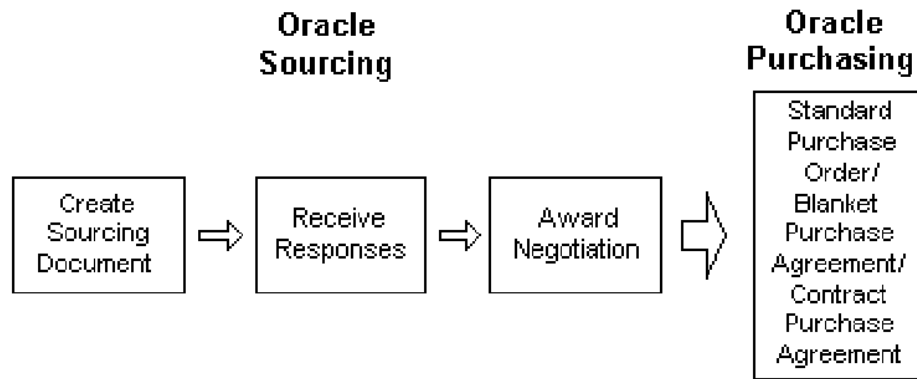 Oracle
Sourcing
Oracle
Purchasing
Create
Sourcing
Document
Receive
Responses
Award
Negotiation
Standard
Purchase
Order/
Blanket
Purchase
Agreement/
Contract
Purchase
Agreement